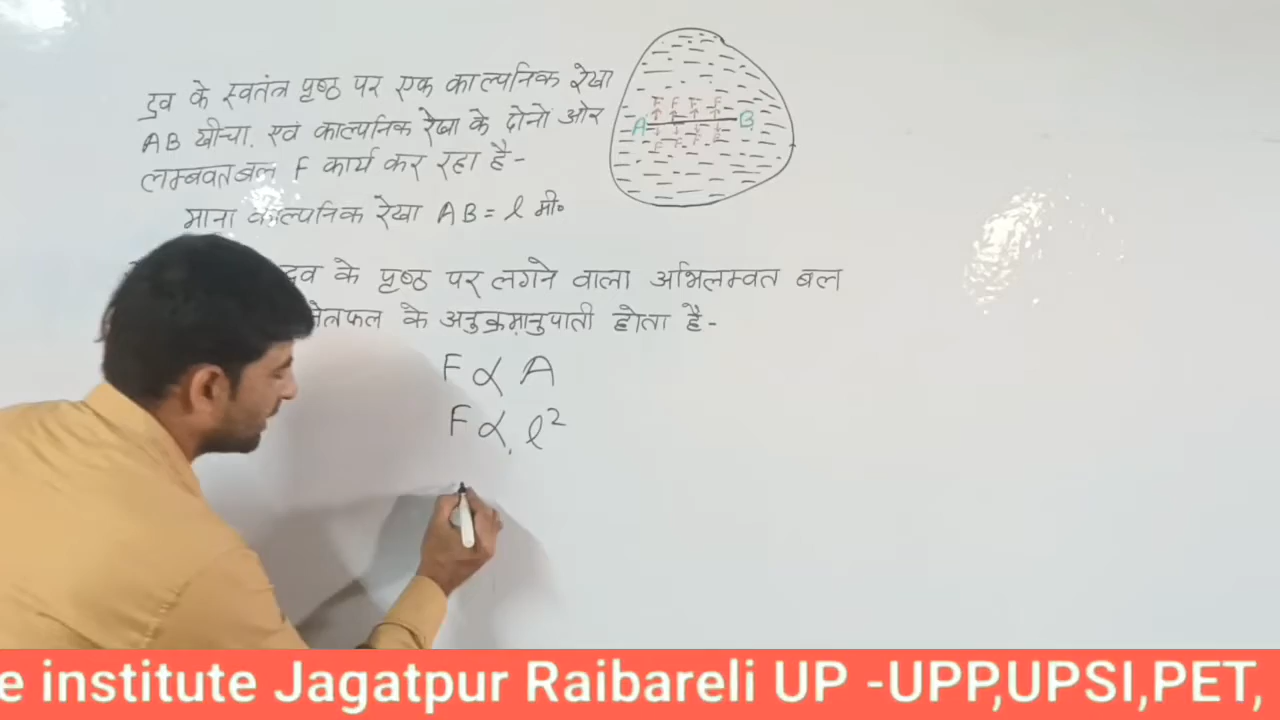 द्रव के स्वतंत्र पृष्ठ पर एक काल्पनिक रेखा
AB खीचा. एवं काल्पनिक रेखा के दोनो ओर
लम्बवत बल F कार्य कर रहा है -
माना काल्पनिक रेखा AB = l मी०
F F F F
A B
F F F F
द्रव के पृष्ठ पर लगने वाला अभिलम्वत बल
के अनुक्रमानुपाती होता है -
F ∝ A
F ∝ l²
e institute Jagatpur Raibareli UP -UPP,UPSI,PET,